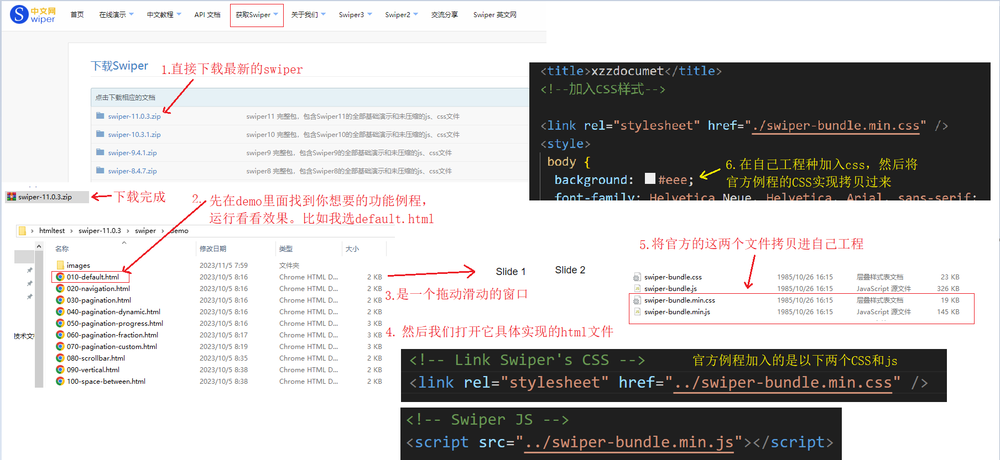 中文网
S wiper
首页
在线演示
中文教程
API 文档
获取Swiper
关于我们
Swiper3
Swiper2
交流分享
Swiper 英文网
下载Swiper
1.直接下载最新的swiper
点击下载相应的文档
swiper-11.0.3.zip swiper11 完整包，包含Swiper11的全部基础演示和未压缩的js、css文件
swiper-10.3.1.zip swiper10 完整包，包含Swiper10的全部基础演示和未压缩的js、css文件
swiper-9.4.1.zip swiper9 完整包，包含Swiper9的全部基础演示和未压缩的js、css文件
swiper-8.4.7.zip swiper8 完整包，包含Swiper8的全部基础演示和未压缩的js、css文件
swiper-11.0.3.zip
下载完成
2. 先在demo里面找到你想要的功能例程，
运行看看效果。比如我选default.html
htmltest › swiper-11.0.3 › swiper › demo
名称 修改日期 类型 大小
images 2023/11/5 7:59 文件夹
010-default.html 2023/10/5 8:16 Chrome HTML D... 2 KB
020-navigation.html 2023/10/5 8:16 Chrome HTML D... 2 KB
030-pagination.html 2023/10/5 8:16 Chrome HTML D... 2 KB
040-pagination-dynamic.html 2023/10/5 8:16 Chrome HTML D... 2 KB
050-pagination-progress.html 2023/10/5 8:16 Chrome HTML D... 3 KB
060-pagination-fraction.html 2023/10/5 8:17 Chrome HTML D... 3 KB
070-pagination-custom.html 2023/10/5 8:19 Chrome HTML D... 3 KB
080-scrollbar.html 2023/10/5 8:35 Chrome HTML D... 2 KB
090-vertical.html 2023/10/5 8:38 Chrome HTML D... 2 KB
100-space-between.html 2023/10/5 8:38 Chrome HTML D... 2 KB
技术文
Slide 1 Slide 2
3.是一个拖动滑动的窗口
4. 然后我们打开它具体实现的html文件
<!-- Link Swiper's CSS -->
官方例程加入的是以下两个CSS和js
<link rel="stylesheet" href="../swiper-bundle.min.css" />
<!-- Swiper JS -->
<script src="../swiper-bundle.min.js"></script>
5.将官方的这两个文件拷贝进自己工程
swiper-bundle.css 1985/10/26 16:15 层叠样式表文档 23 KB
swiper-bundle.js 1985/10/26 16:15 JavaScript 源文件 326 KB
swiper-bundle.min.css 1985/10/26 16:15 层叠样式表文档 19 KB
swiper-bundle.min.js 1985/10/26 16:15 JavaScript 源文件 145 KB
<title>xzzdocumet</title>
<!--加入CSS样式-->
<link rel="stylesheet" href="./swiper-bundle.min.css" />
<style>
body {
background: #eee;
font-family: Helvetica Neue, Helvetica, Arial, sans-serif;
6.在自己工程种加入css，然后将
官方例程的CSS实现拷贝过来